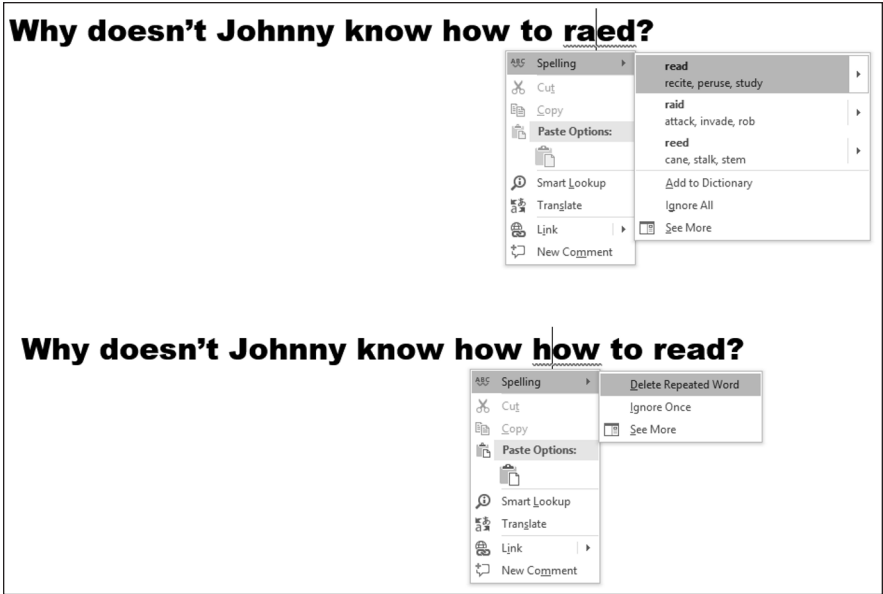 Why doesn’t Johnny know how to raed?
Spelling
Cut
Copy
Paste Options:
Smart Lookup
Translate
Link
New Comment
read
recite, peruse, study
raid
attack, invade, rob
reed
cane, stalk, stem
Add to Dictionary
Ignore All
See More
Why doesn’t Johnny know how how to read?
Spelling
Cut
Copy
Paste Options:
Smart Lookup
Translate
Link
New Comment
Delete Repeated Word
Ignore Once
See More